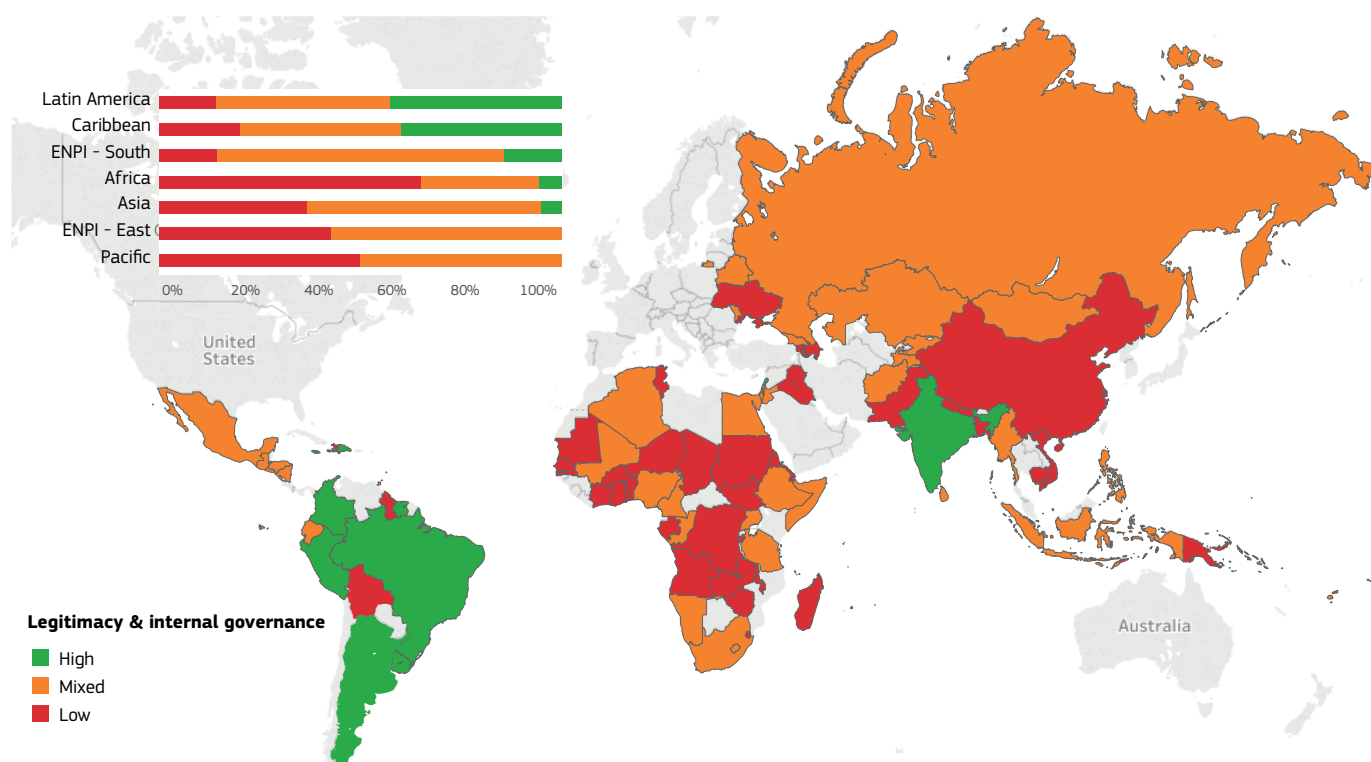 Latin America
Caribbean
ENPI - South
Africa
Asia
ENPI - East
Pacific
0% 20% 40% 60% 80% 100%
United
States
Australia
Legitimacy & internal governance
High
Mixed
Low